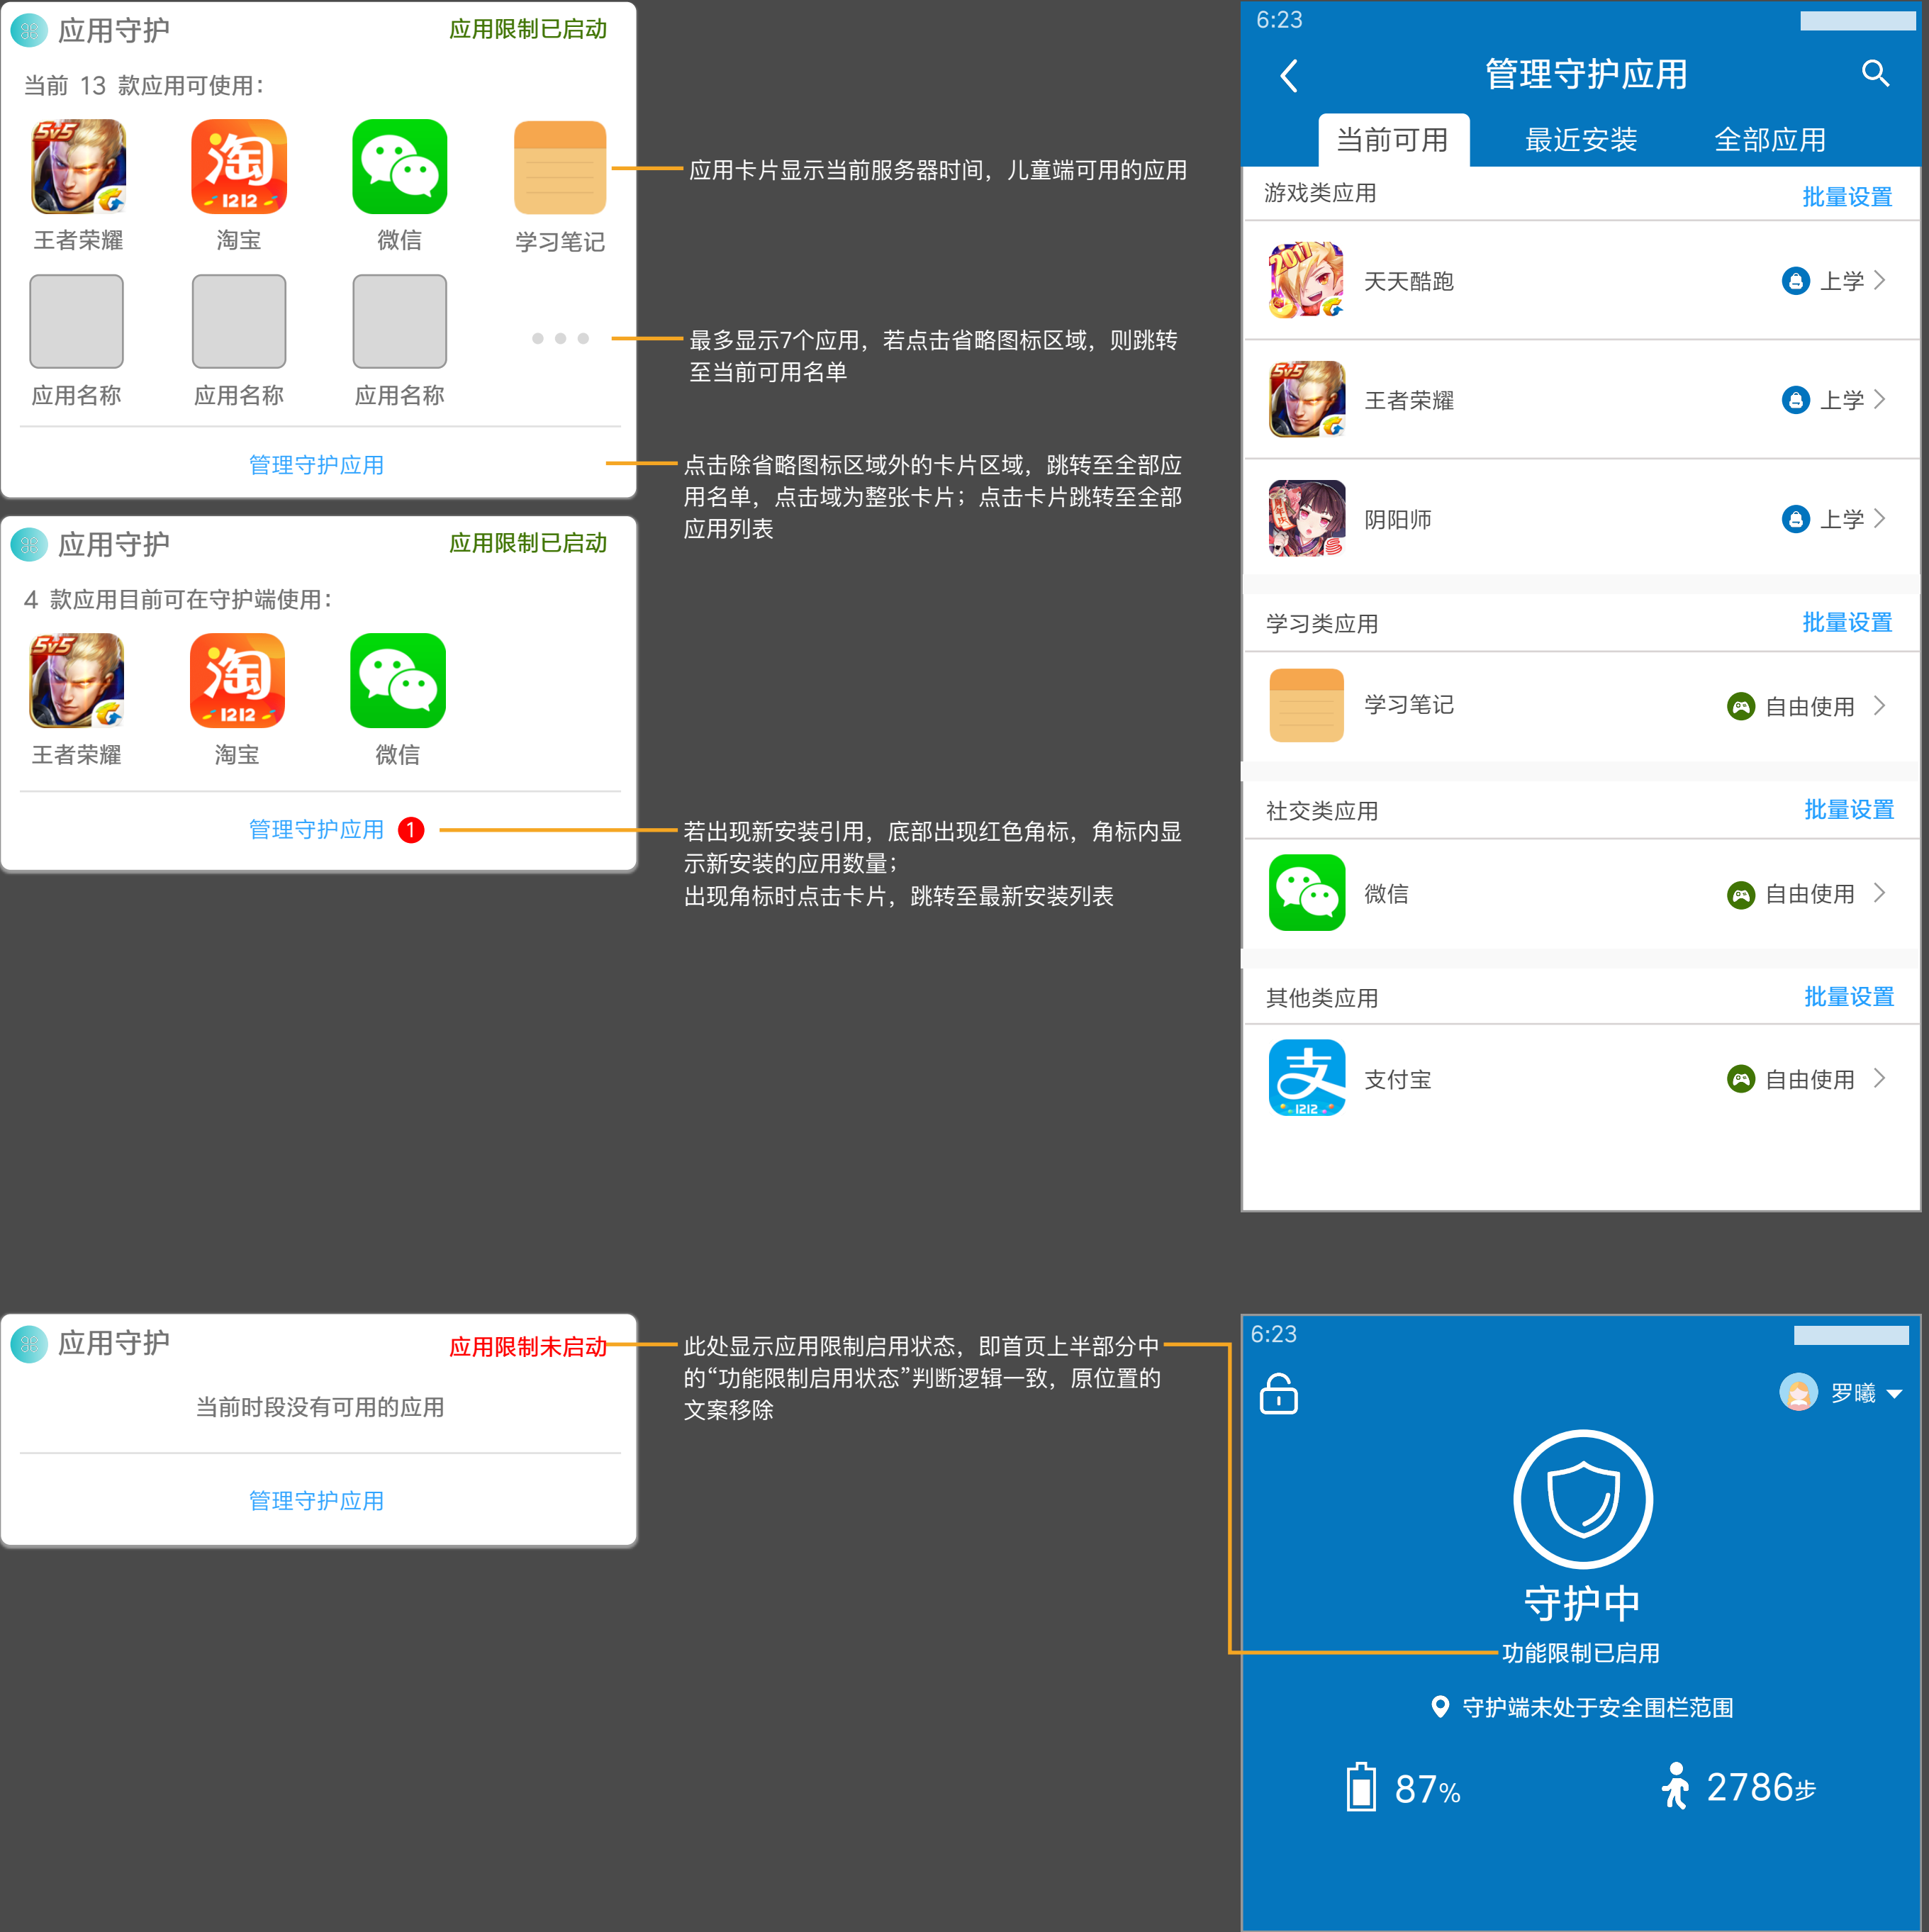 应用守护
应用限制已启动
当前 13 款应用可使用：
5v5
淘
1212
王者荣耀
淘宝
微信
学习笔记
应用名称
应用名称
应用名称
管理守护应用
应用卡片显示当前服务器时间，儿童端可用的应用
最多显示7个应用，若点击省略图标区域，则跳转
至当前可用名单
点击除省略图标区域外的卡片区域，跳转至全部应
用名单，点击域为整张卡片；点击卡片跳转至全部
应用列表
应用守护
应用限制已启动
4 款应用目前可在守护端使用：
5v5
淘
1212
王者荣耀
淘宝
微信
管理守护应用
1
若出现新安装引用，底部出现红色角标，角标内显
示新安装的应用数量；
出现角标时点击卡片，跳转至最新安装列表
6:23
管理守护应用
当前可用
最近安装
全部应用
游戏类应用
批量设置
2017
天天酷跑
上学
5v5
王者荣耀
上学
阴阳师
上学
学习类应用
批量设置
学习笔记
自由使用
社交类应用
批量设置
微信
自由使用
其他类应用
批量设置
支
1212
支付宝
自由使用
应用守护
应用限制未启动
当前时段没有可用的应用
管理守护应用
此处显示应用限制启用状态，即首页上半部分中
的“功能限制启用状态”判断逻辑一致，原位置的
文案移除
6:23
罗曦
守护中
功能限制已启用
守护端未处于安全围栏范围
87%
2786步